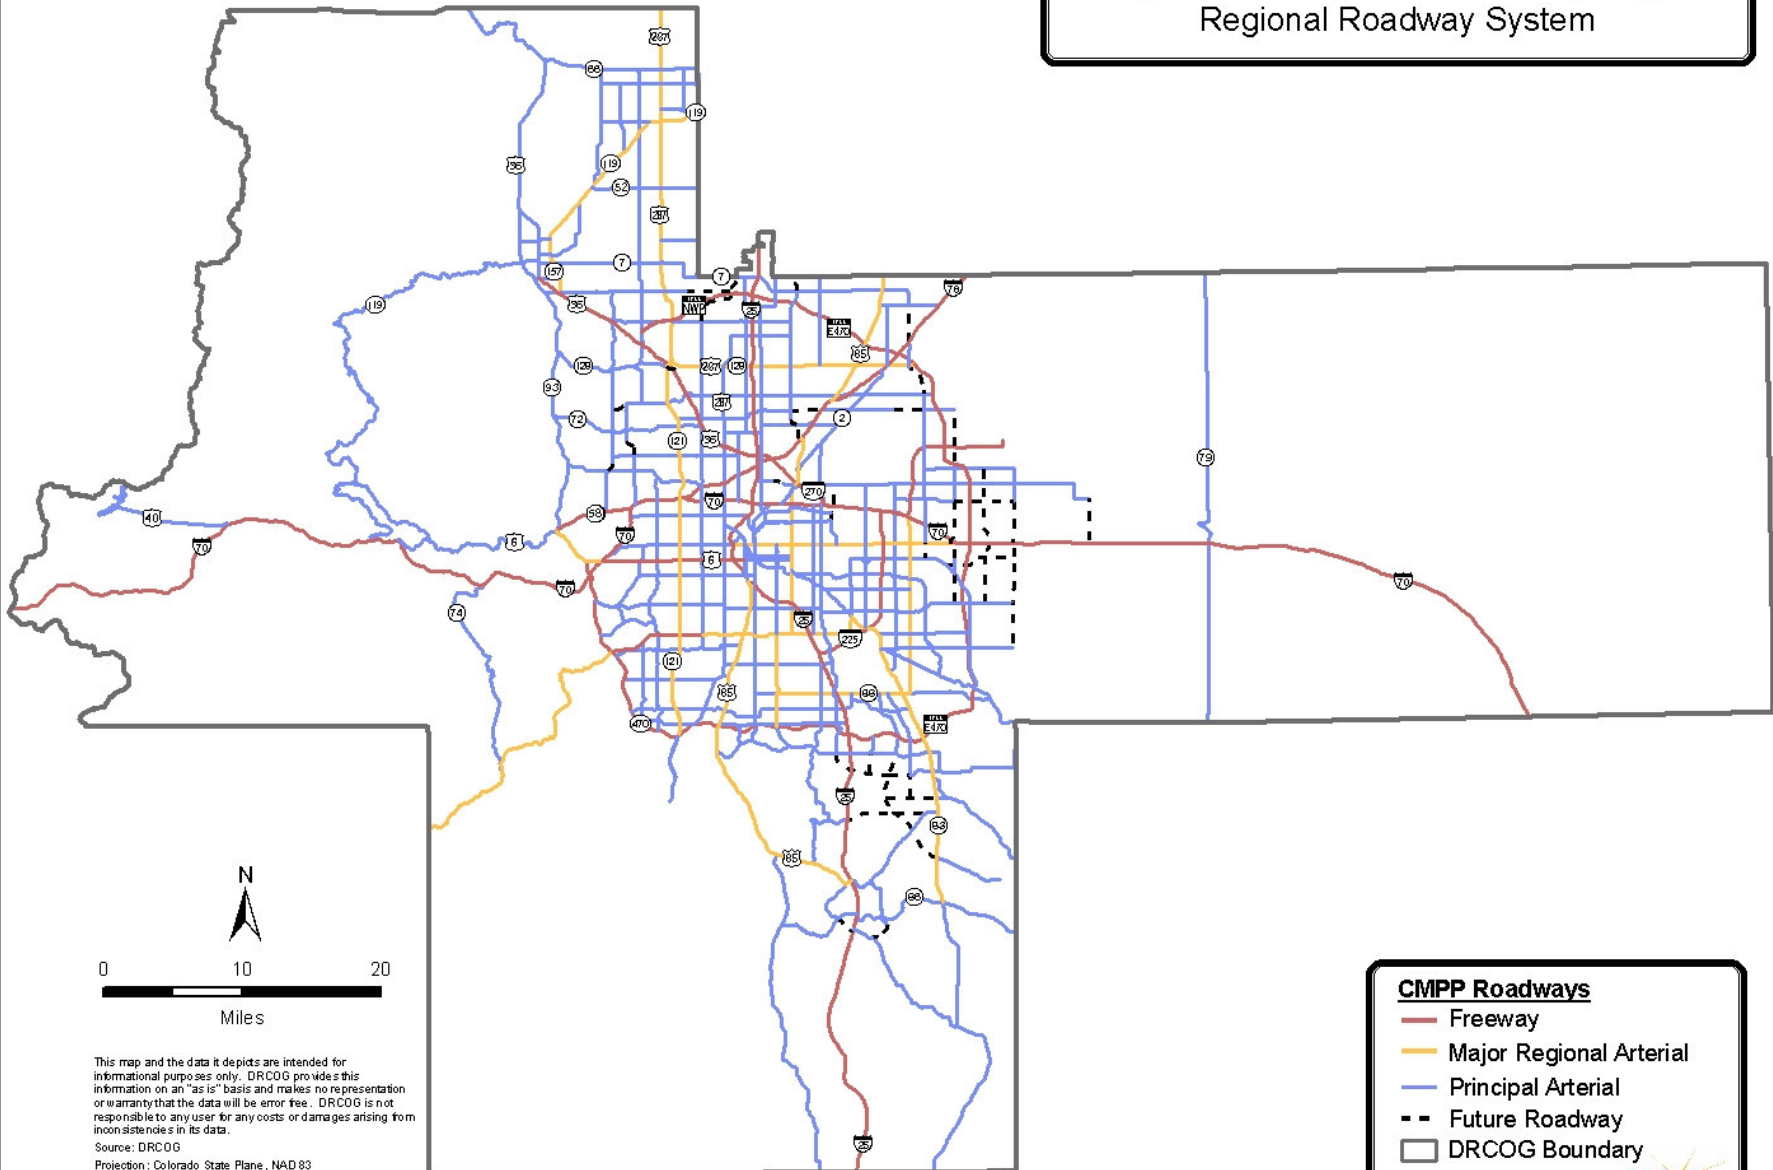 Regional Roadway System
287
66
119
36
119
52
287
7
157
7
119
36
TOLL
NWP
25
76
TOLL
E470
85
128
287
128
93
287
72
2
121
36
79
270
70
58
40
70
6
70
70
6
70
70
74
25
225
121
85
88
470
TOLL
E470
25
83
85
86
25
N
0 10 20
Miles
This map and the data it depicts are intended for
informational purposes only. DRCOG provides this
information on an "as is" basis and makes no representation
or warranty that the data will be error free. DRCOG is not
responsible to any user for any costs or damages arising from
inconsistencies in its data.
Source: DRCOG
Projection: Colorado State Plane, NAD 83
CMPP Roadways
Freeway
Major Regional Arterial
Principal Arterial
Future Roadway
DRCOG Boundary